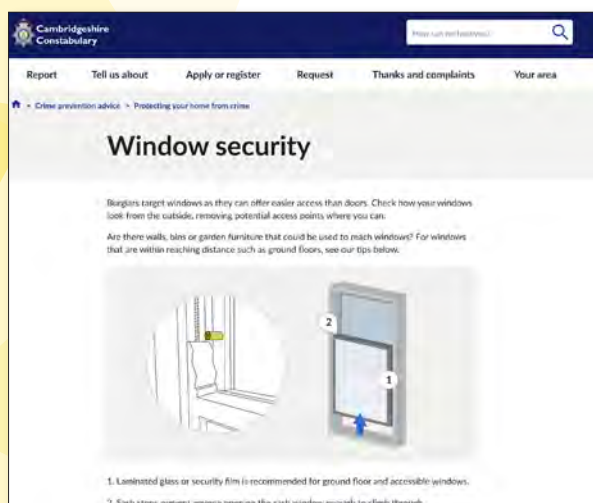 Cambridgeshire
Constabulary
How can we help you?
Report Tell us about Apply or register Request Thanks and complaints Your area
Crime prevention advice > Protecting your home from crime
Window security
Burglars target windows as they can offer easier access than doors. Check how your windows
look from the outside, removing potential access points where you can.
Are there walls, bins or garden furniture that could be used to reach windows? For windows
that are within reaching distance such as ground floors, see our tips below.
2
1
1. Laminated glass or security film is recommended for ground floor and accessible windows.